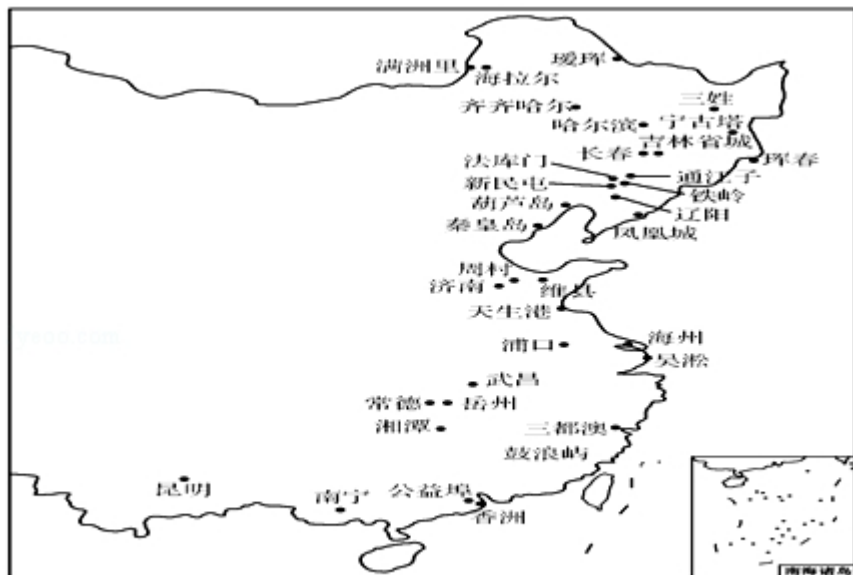 瑷珲
满洲里
海拉尔
齐齐哈尔
三姓
哈尔滨
宁古塔
吉林省城
长春
珲春
法库门
通江子
新民屯
铁岭
葫芦岛
辽阳
秦皇岛
凤凰城
周村
济南
维县
天生港
浦口
海州
吴淞
武昌
常德
岳州
湘潭
三都澳
鼓浪屿
昆明
南宁
公益埠
香洲
南海诸岛